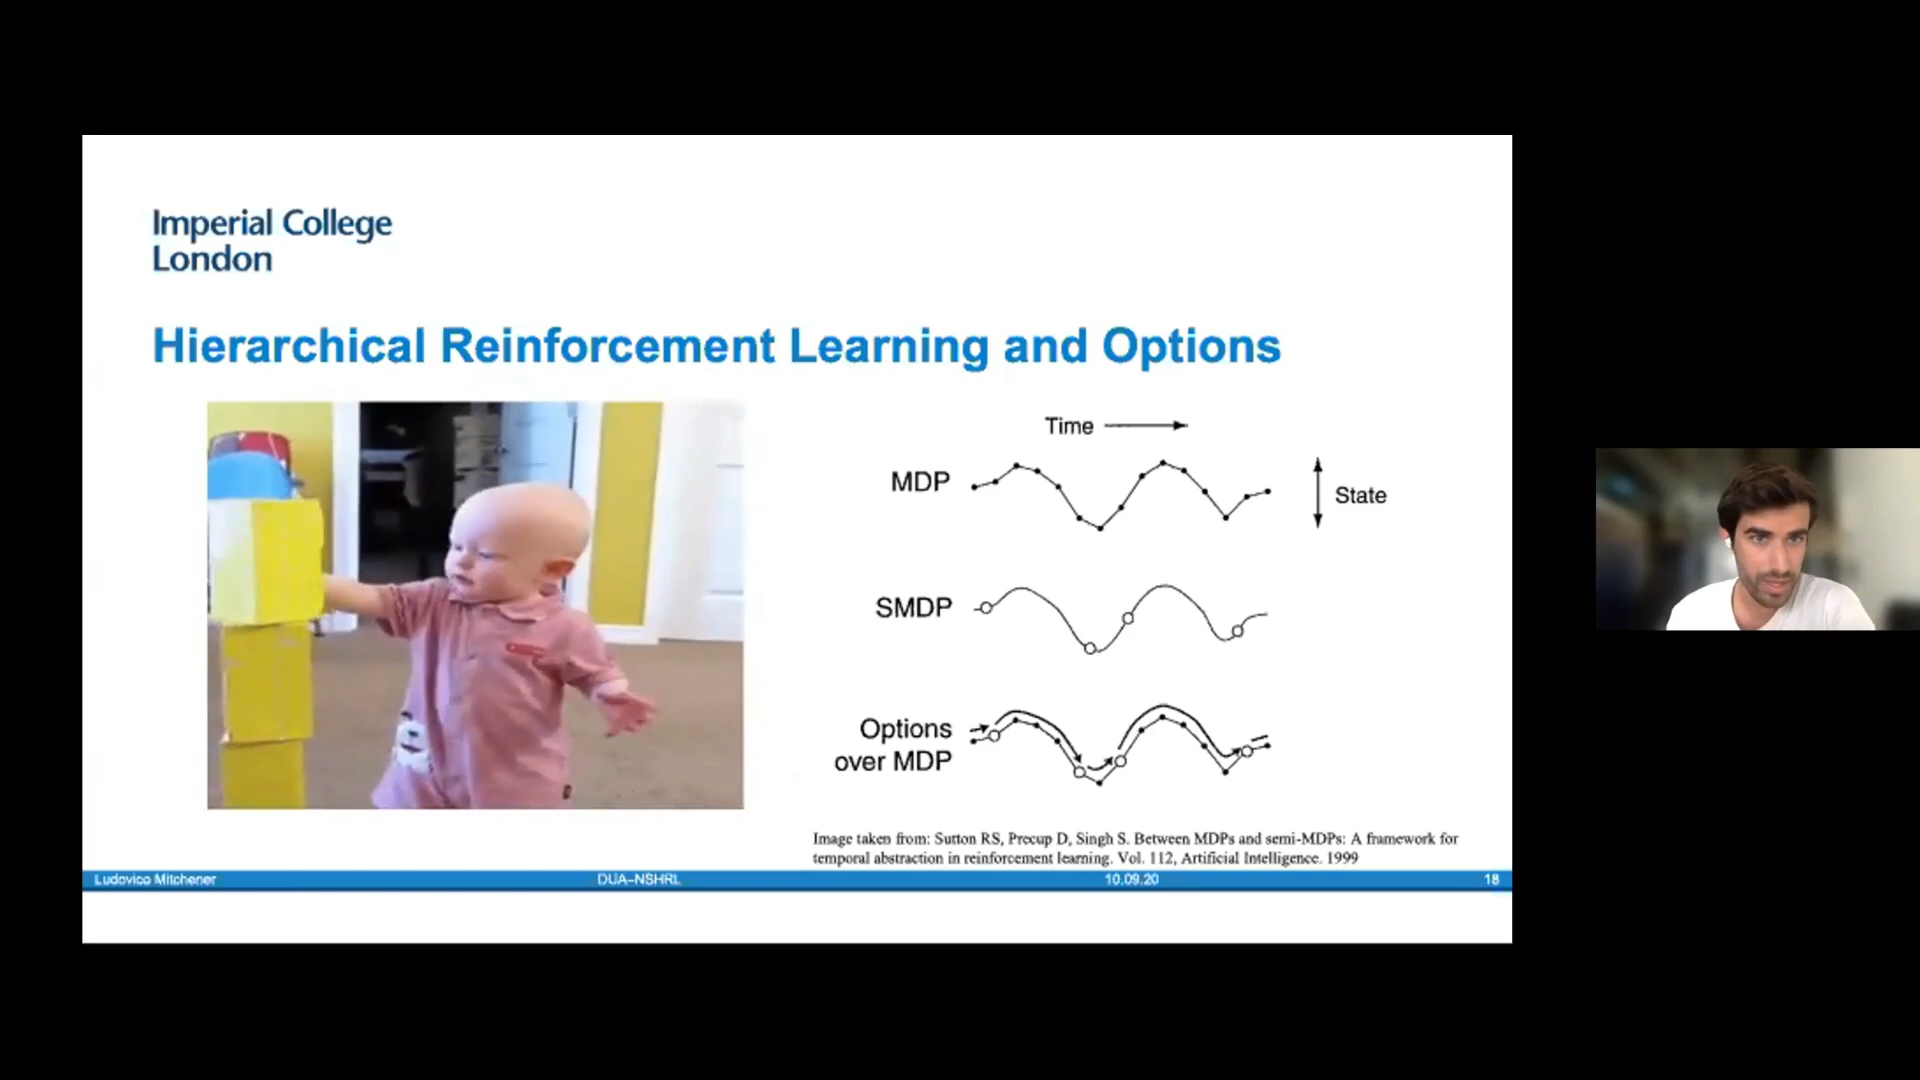 Imperial College
London
Hierarchical Reinforcement Learning and Options
Time
MDP
State
SMDP
Options
over MDP
Image taken from: Sutton RS, Precup D, Singh S. Between MDPs and semi-MDPs: A framework for
temporal abstraction in reinforcement learning. Vol. 112, Artificial Intelligence. 1999
Ludovico Mitchener
DUA–NSHRL
10.09.20
18